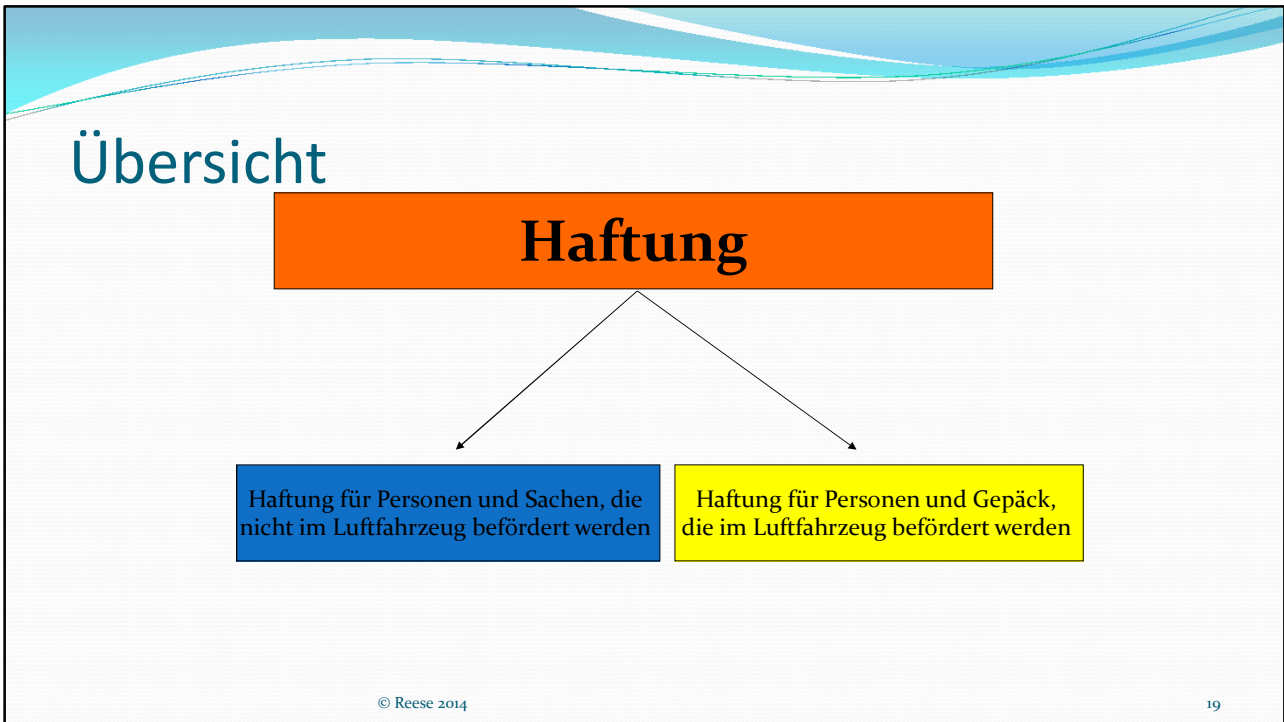 Übersicht
Haftung
Haftung für Personen und Sachen, die
nicht im Luftfahrzeug befördert werden
Haftung für Personen und Gepäck,
die im Luftfahrzeug befördert werden
© Reese 2014
19